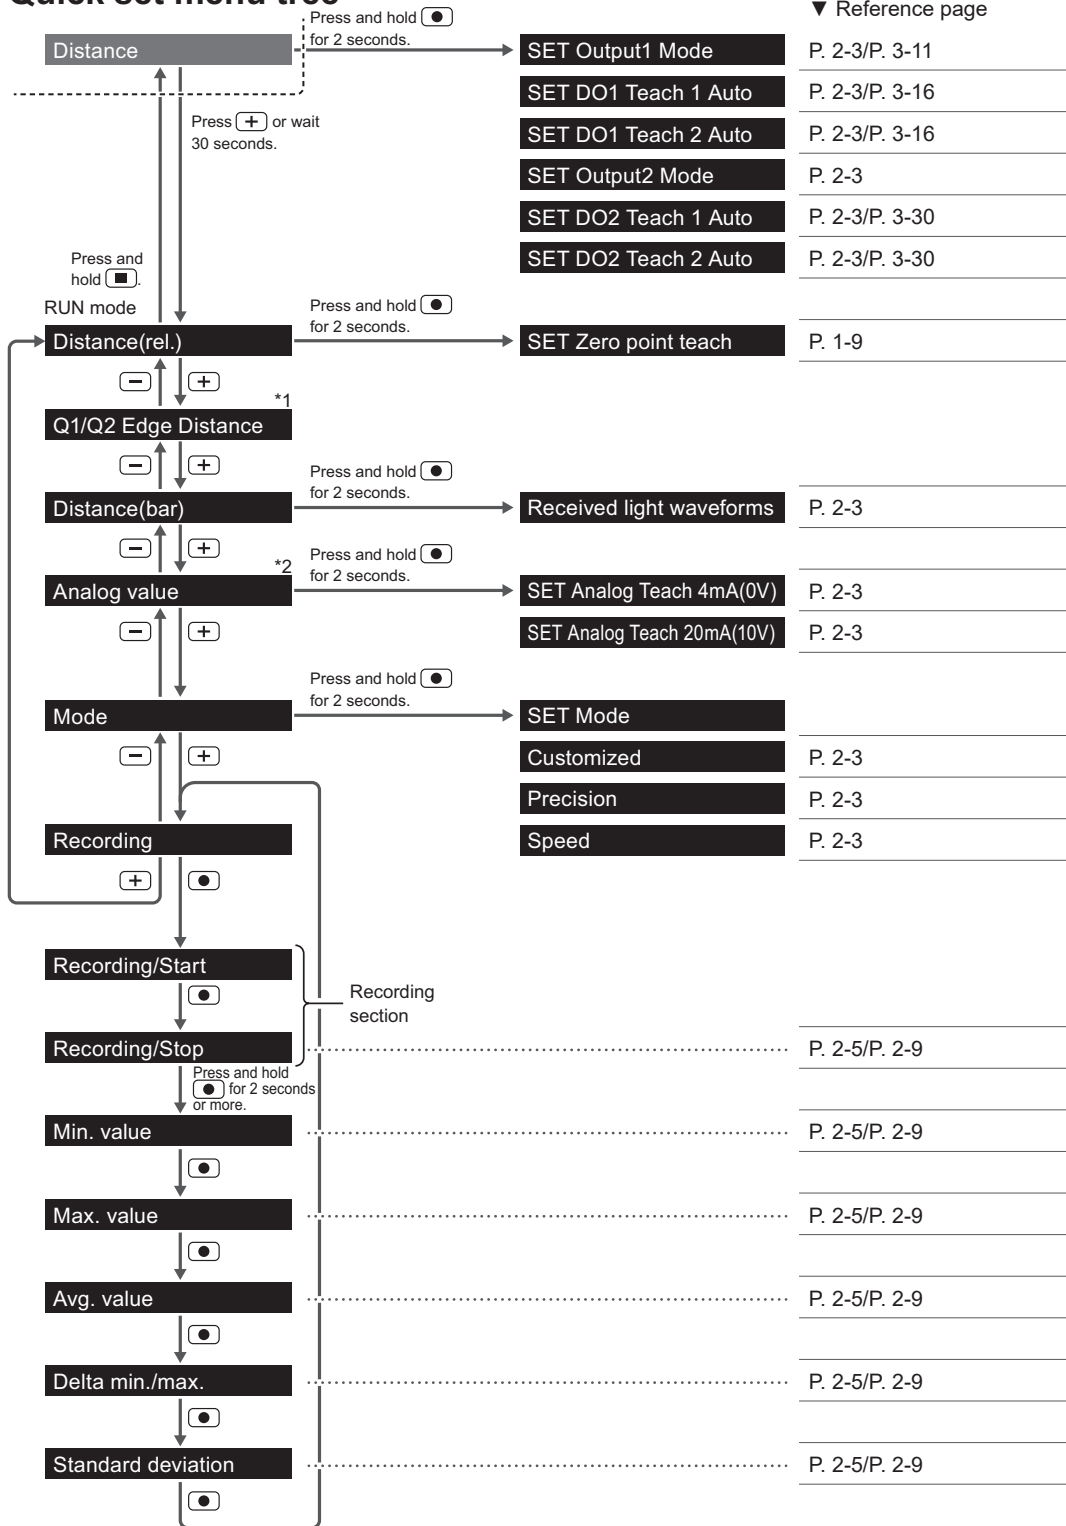 Quick set menu tree
▼ Reference page
Press and hold
for 2 seconds.
Distance
SET Output1 Mode
P. 2-3/P. 3-11
SET DO1 Teach 1 Auto
P. 2-3/P. 3-16
Press + or wait
30 seconds.
SET DO1 Teach 2 Auto
P. 2-3/P. 3-16
SET Output2 Mode
P. 2-3
SET DO2 Teach 1 Auto
P. 2-3/P. 3-30
SET DO2 Teach 2 Auto
P. 2-3/P. 3-30
Press and
hold .
RUN mode
Press and hold
for 2 seconds.
Distance(rel.)
SET Zero point teach
P. 1-9
− +
*1
Q1/Q2 Edge Distance
− +
Press and hold
for 2 seconds.
Distance(bar)
Received light waveforms
P. 2-3
− +
*2
Press and hold
for 2 seconds.
Analog value
SET Analog Teach 4mA(0V)
P. 2-3
− +
SET Analog Teach 20mA(10V)
P. 2-3
Press and hold
for 2 seconds.
Mode
SET Mode
− +
Customized
P. 2-3
Precision
P. 2-3
Recording
Speed
P. 2-3
+
Recording/Start
Recording
section
Recording/Stop
P. 2-5/P. 2-9
Press and hold
for 2 seconds
or more.
Min. value
P. 2-5/P. 2-9
Max. value
P. 2-5/P. 2-9
Avg. value
P. 2-5/P. 2-9
Delta min./max.
P. 2-5/P. 2-9
Standard deviation
P. 2-5/P. 2-9